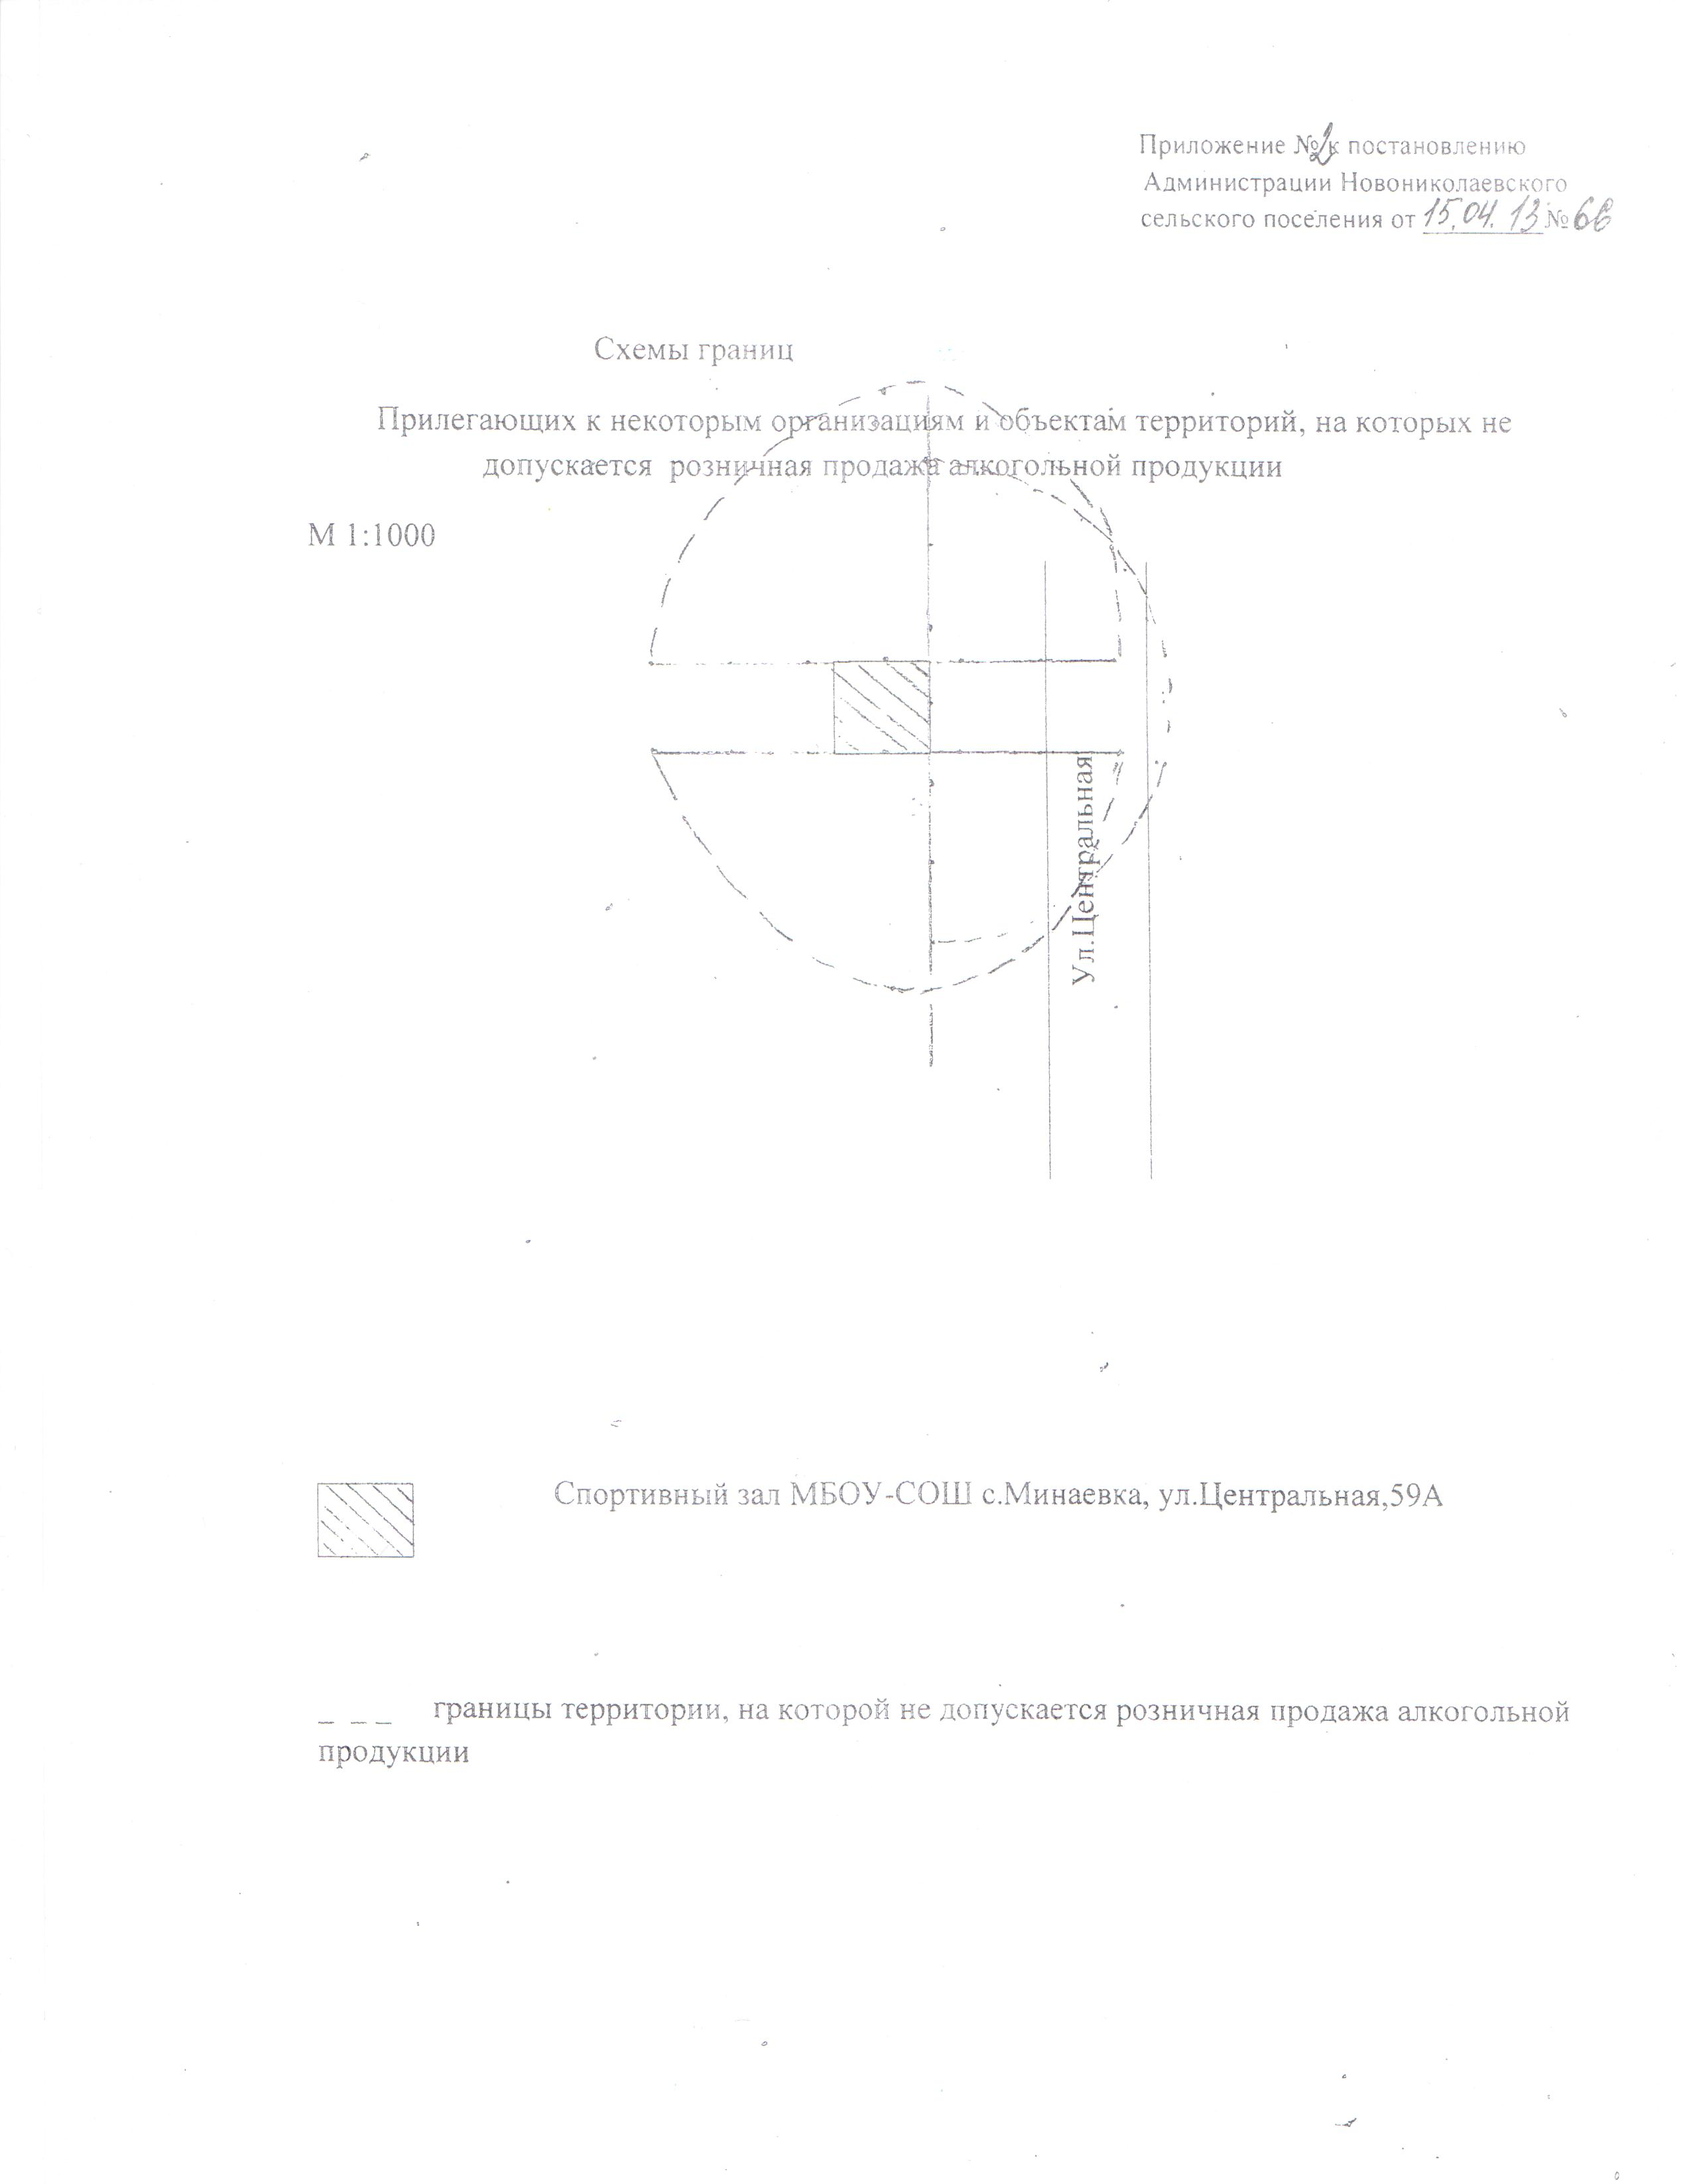 Приложение №2 к постановлению
Администрации Новониколаевского
сельского поселения от 15.04.13 № 66
Схемы границ
Прилегающих к некоторым организациям и объектам территорий, на которых не
допускается розничная продажа алкогольной продукции
М 1:1000
Ул.Центральная
Спортивный зал МБОУ-СОШ с.Минаевка, ул.Центральная,59А
_ _ _ границы территории, на которой не допускается розничная продажа алкогольной
продукции